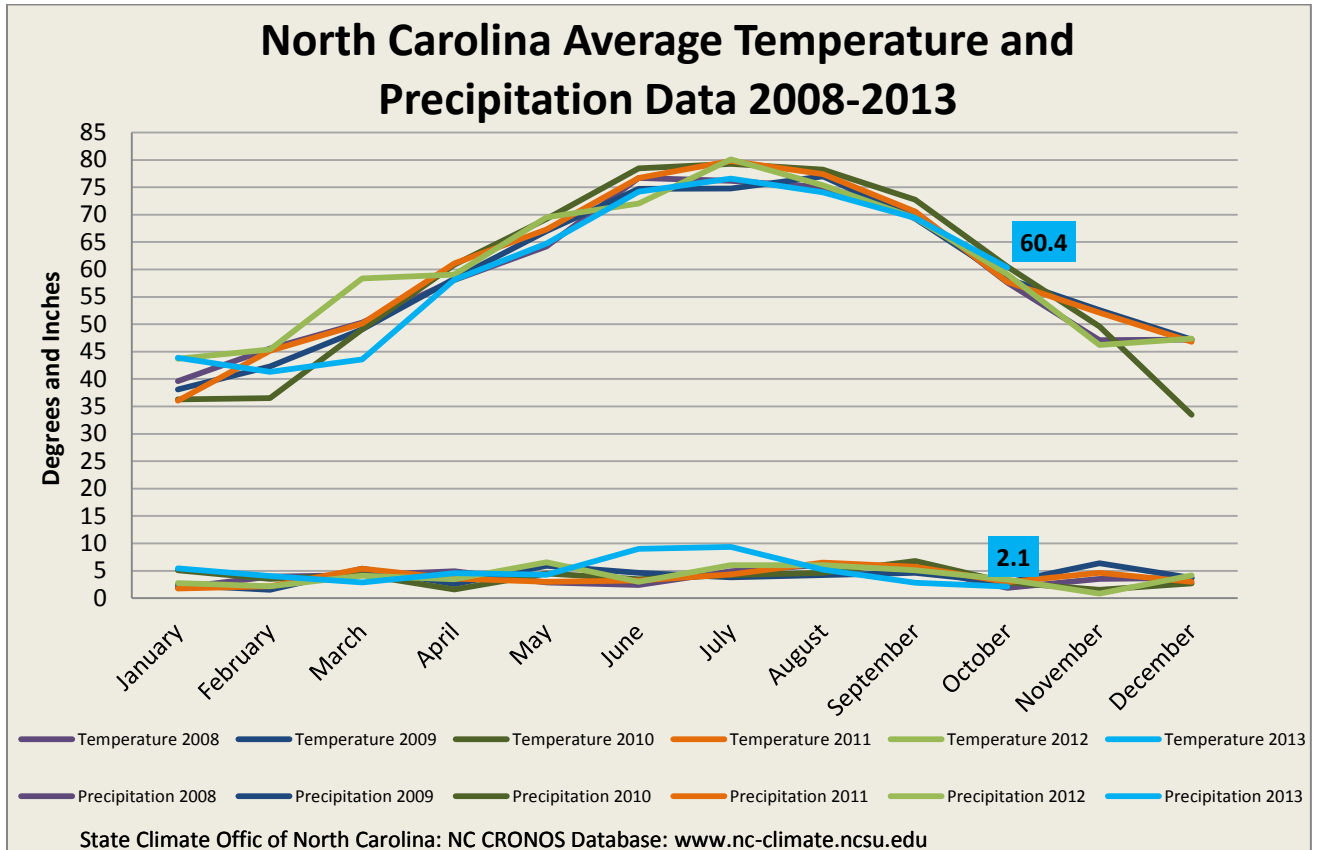 North Carolina Average Temperature and
Precipitation Data 2008-2013
Degrees and Inches
85
80
75
70
65
60
55
50
45
40
35
30
25
20
15
10
5
0
60.4
2.1
January
February
March
April
May
June
July
August
September
October
November
December
Temperature 2008 Temperature 2009 Temperature 2010 Temperature 2011 Temperature 2012 Temperature 2013
Precipitation 2008 Precipitation 2009 Precipitation 2010 Precipitation 2011 Precipitation 2012 Precipitation 2013
State Climate Offic of North Carolina: NC CRONOS Database: www.nc-climate.ncsu.edu